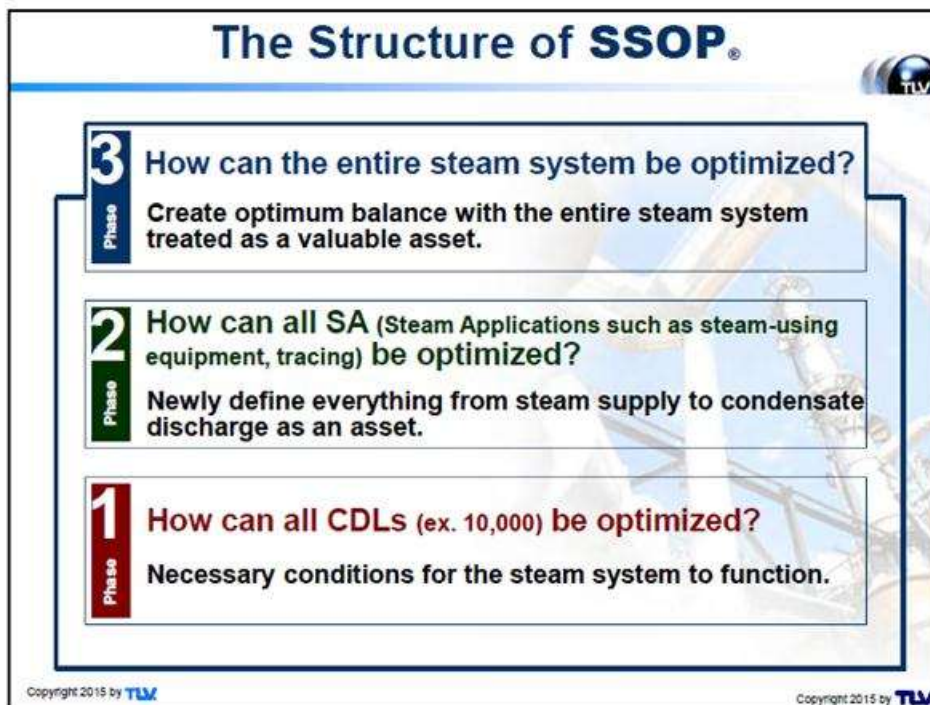 The Structure of SSOP®
TLV
3
Phase
How can the entire steam system be optimized?
Create optimum balance with the entire steam system
treated as a valuable asset.
2
Phase
How can all SA (Steam Applications such as steam-using
equipment, tracing) be optimized?
Newly define everything from steam supply to condensate
discharge as an asset.
1
Phase
How can all CDLs (ex. 10,000) be optimized?
Necessary conditions for the steam system to function.
Copyright 2015 by TLV
Copyright 2015 by TLV